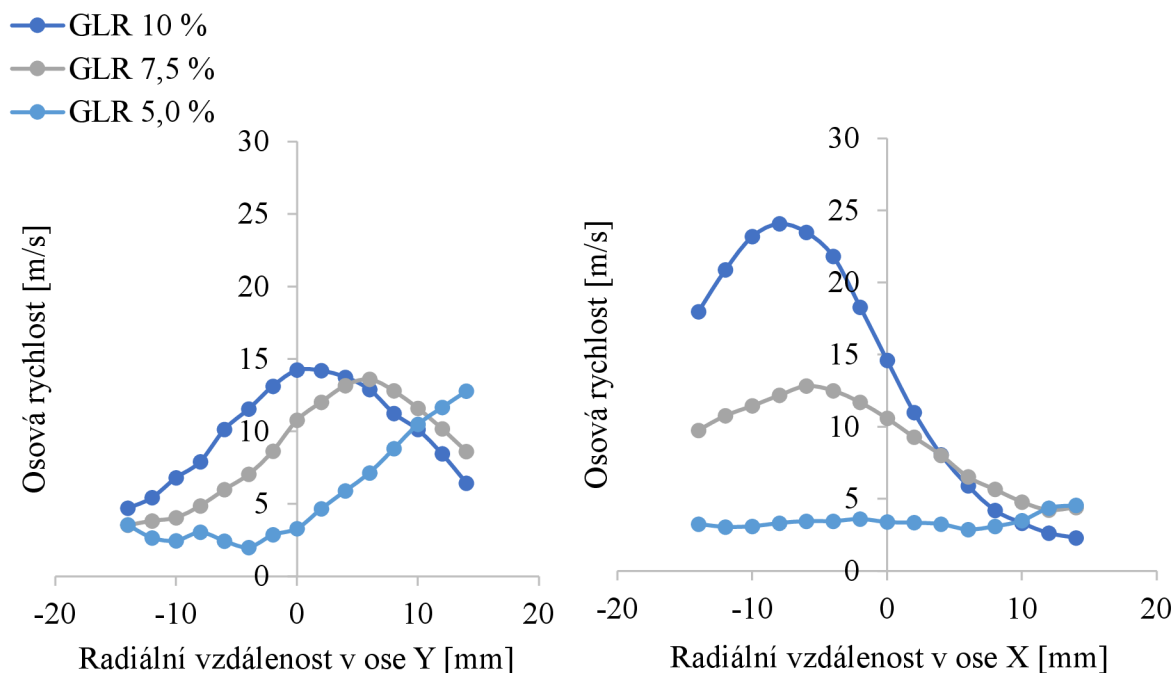 GLR 10 %
GLR 7,5 %
GLR 5,0 %
Osová rychlost [m/s]
30
25
20
15
10
5
0
-20 -10 0 10 20
Radiální vzdálenost v ose Y [mm]
Osová rychlost [m/s]
30
25
20
15
10
5
0
-20 -10 0 10 20
Radiální vzdálenost v ose X [mm]